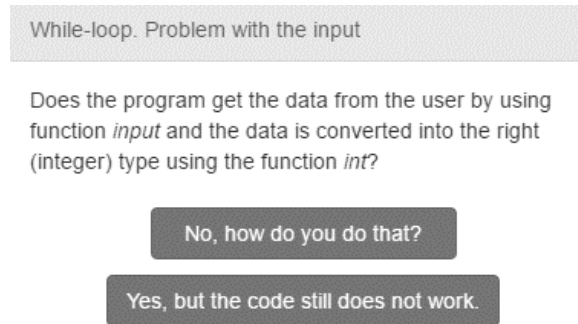 While-loop. Problem with the input
Does the program get the data from the user by using
function input and the data is converted into the right
(integer) type using the function int?
No, how do you do that?
Yes, but the code still does not work.